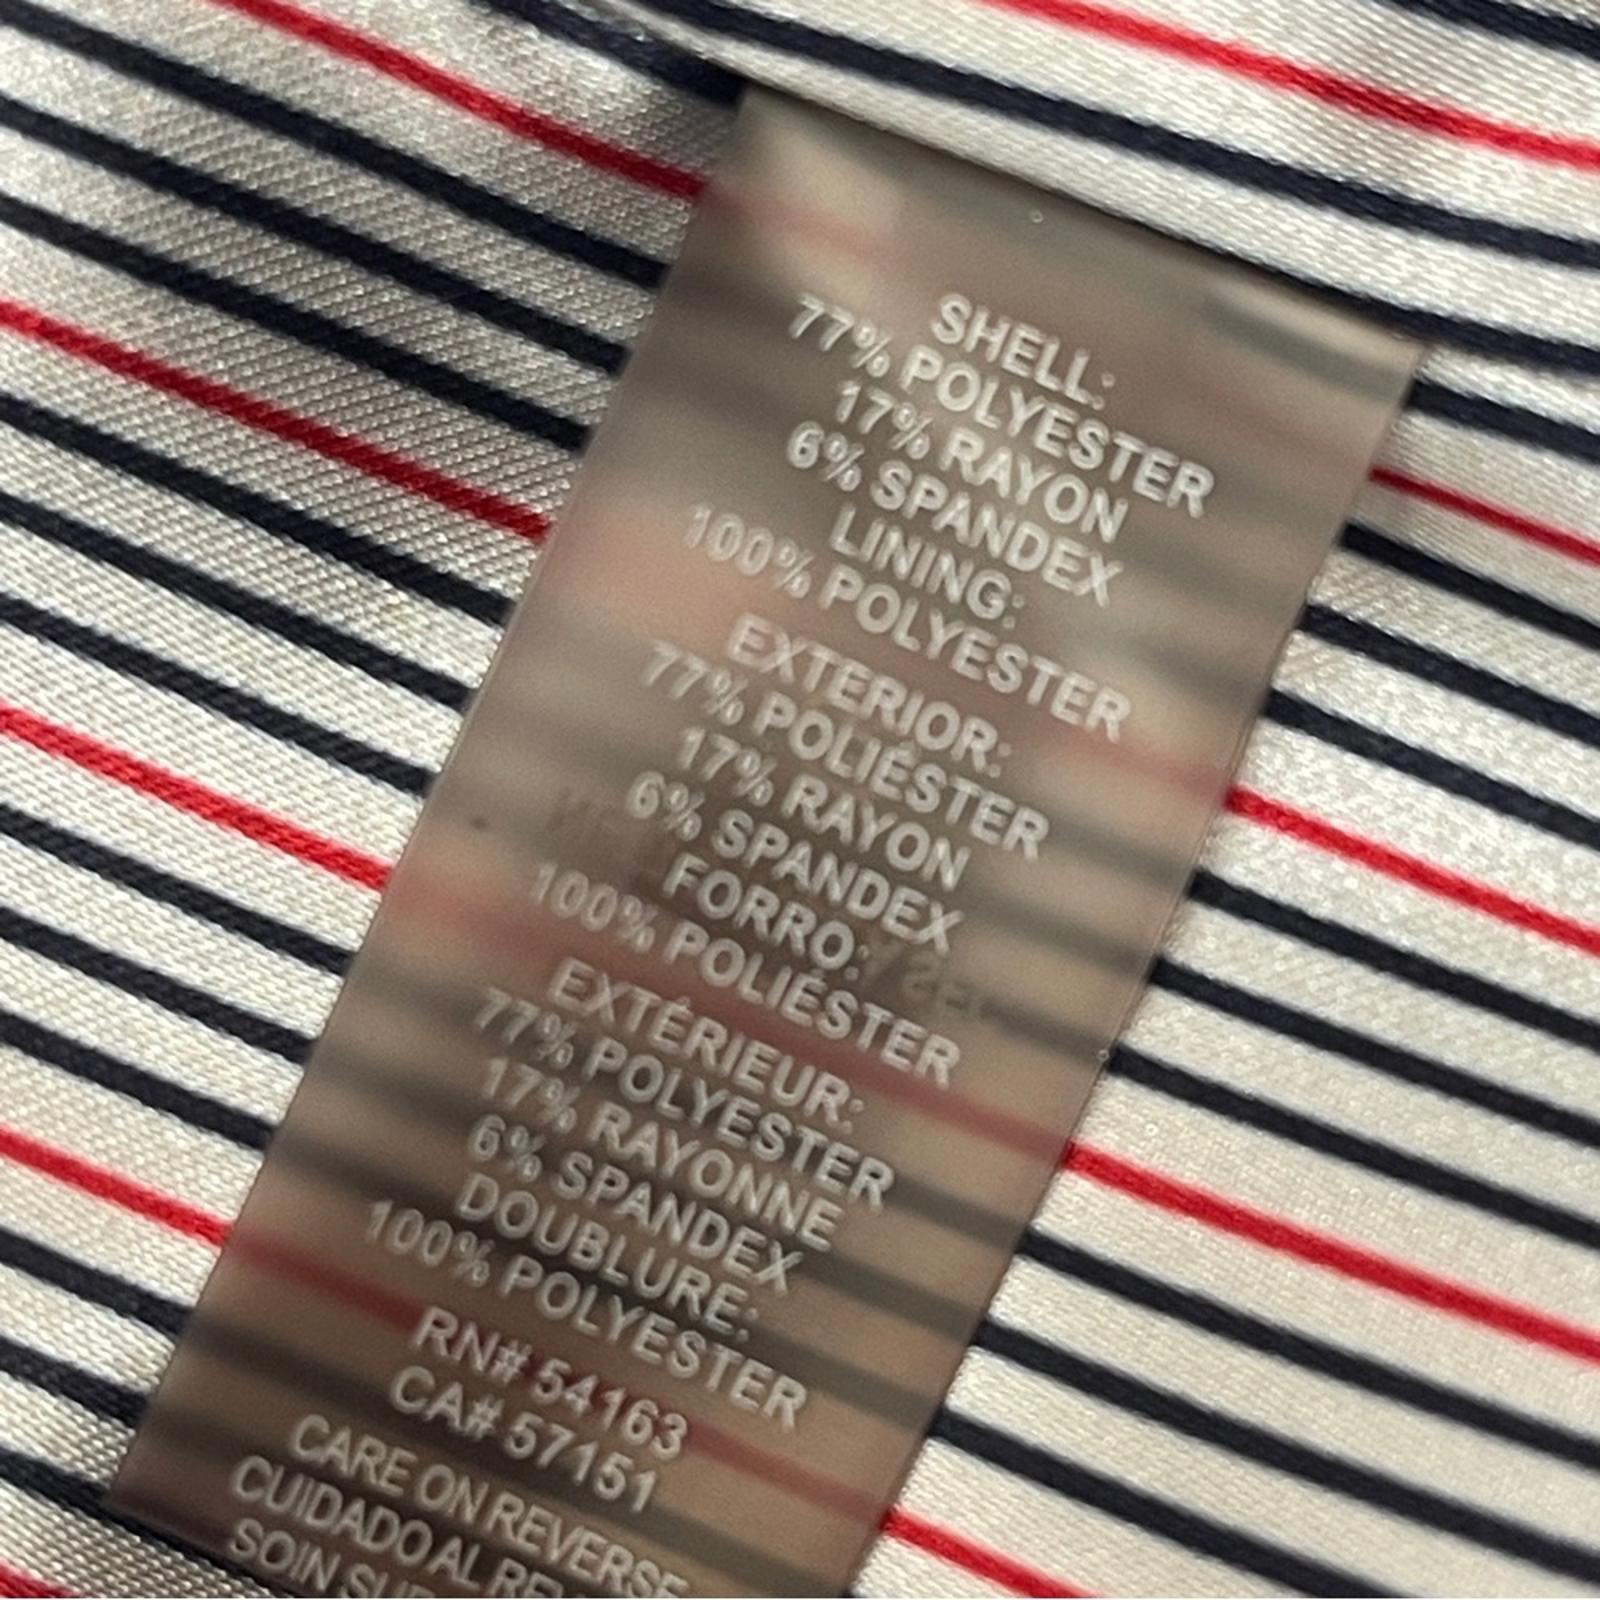 SHELL:
77% POLYESTER
17% RAYON
6% SPANDEX
LINING:
100% POLYESTER
EXTERIOR:
77% POLIÉSTER
17% RAYON
6% SPANDEX
FORRO:
100% POLIÉSTER
EXTÉRIEUR:
77% POLYESTER
17% RAYONNE
6% SPANDEX
DOUBLURE:
100% POLYESTER
RN# 54163
CA# 57151
CARE ON REVERSE
CUIDADO AL
SOIN